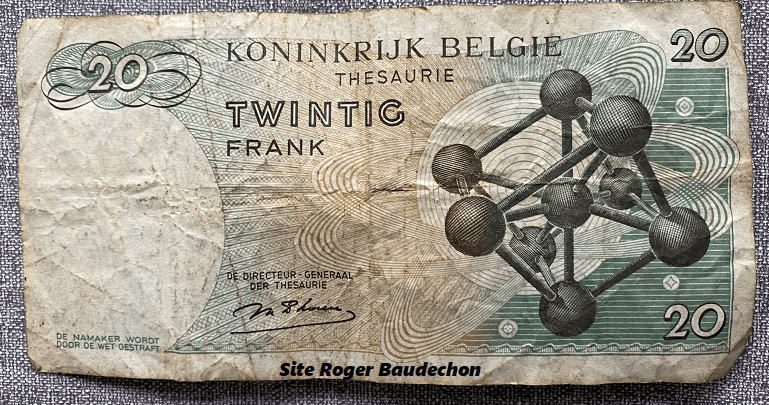 20
KONINKRIJK BELGIE
THESAURIE
TWINTIG
FRANK
20
DE DIRECTEUR-GENERAAL
DER THESAURIE
DE NAMAKER WORDT
DOOR DE WET GESTRAFT
20
Site Roger Baudechon